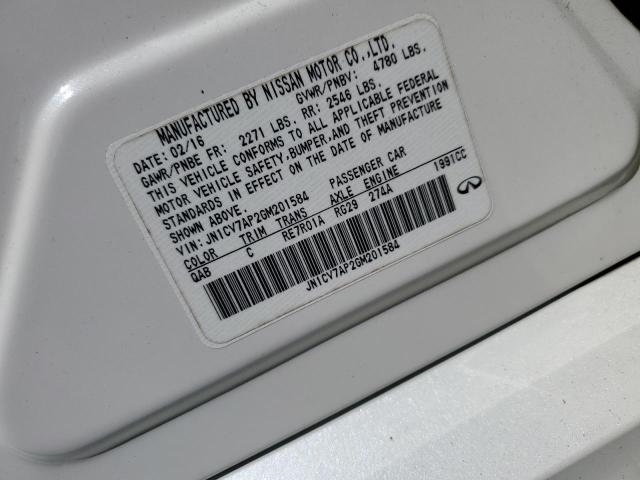 MANUFACTURED BY NISSAN MOTOR CO.,LTD.
DATE: 02/16 GVWR/PNBV: 4780 LBS.
GAWR/PNBE FR: 2271 LBS. RR: 2546 LBS.
THIS VEHICLE CONFORMS TO ALL APPLICABLE FEDERAL
MOTOR VEHICLE SAFETY,BUMPER,AND THEFT PREVENTION
STANDARDS IN EFFECT ON THE DATE OF MANUFACTURE
SHOWN ABOVE.
VIN: JN1CV7AP2GM201584 PASSENGER CAR
COLOR TRIM TRANS AXLE ENGINE 1991CC
QAB C RE7R01A RG29 274A
JN1CV7AP2GM201584